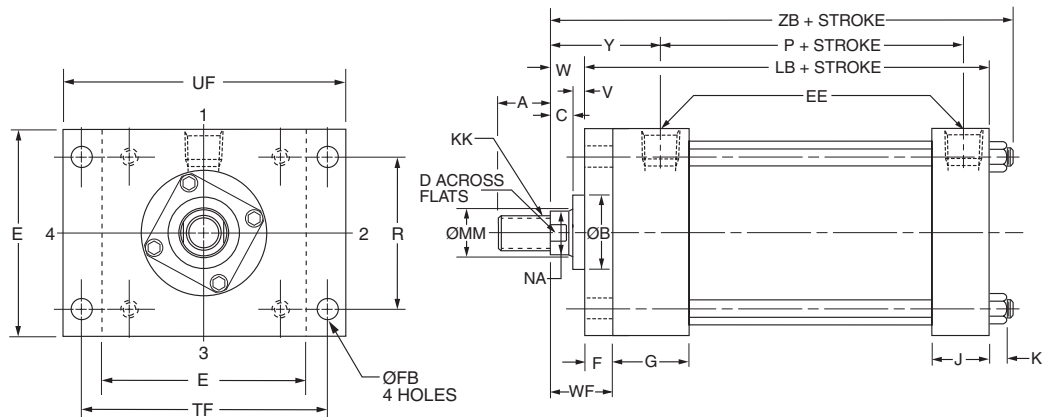 ZB + STROKE
Y
P + STROKE
W
LB + STROKE
UF
V
A
C
EE
1
KK
D ACROSS
FLATS
E
4
2
R
ØMM
ØB
NA
3
F
G
J
K
E
ØFB
4 HOLES
WF
TF